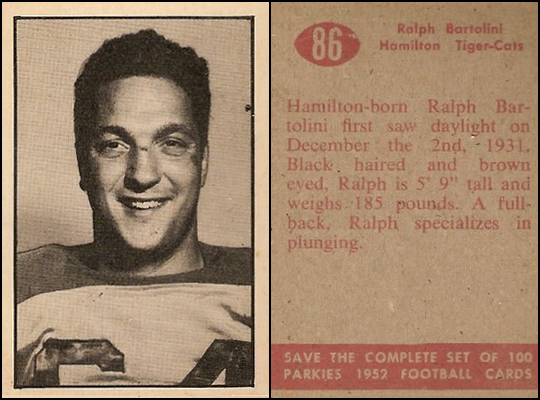 86
Ralph Bartolini
Hamilton Tiger-Cats
Hamilton-born Ralph Bar-
tolini first saw daylight on
December the 2nd, 1931.
Black haired and brown
eyed, Ralph is 5' 9" tall and
weighs 185 pounds. A full-
back, Ralph specializes in
plunging.
SAVE THE COMPLETE SET OF 100
PARKIES 1952 FOOTBALL CARDS